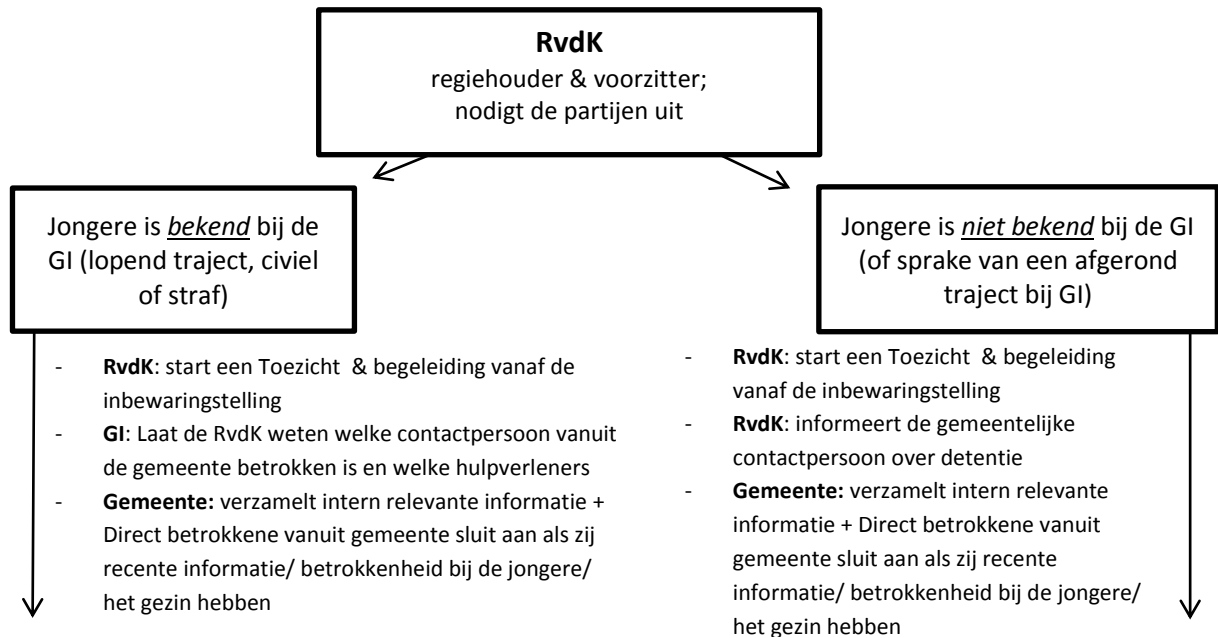 RvdK
regiehouder & voorzitter;
nodigt de partijen uit
Jongere is bekend bij de
GI (lopend traject, civiel
of straf)
- RvdK: start een Toezicht & begeleiding vanaf de
inbewaringstelling
- GI: Laat de RvdK weten welke contactpersoon vanuit
de gemeente betrokken is en welke hulpverleners
- Gemeente: verzamelt intern relevante informatie +
Direct betrokkene vanuit gemeente sluit aan als zij
recente informatie/ betrokkenheid bij de jongere/
het gezin hebben
Jongere is niet bekend bij de GI
(of sprake van een afgerond
traject bij GI)
- RvdK: start een Toezicht & begeleiding
vanaf de inbewaringstelling
- RvdK: informeert de gemeentelijke
contactpersoon over detentie
- Gemeente: verzamelt intern relevante
informatie + Direct betrokkene vanuit
gemeente sluit aan als zij recente
informatie/ betrokkenheid bij de jongere/
het gezin hebben